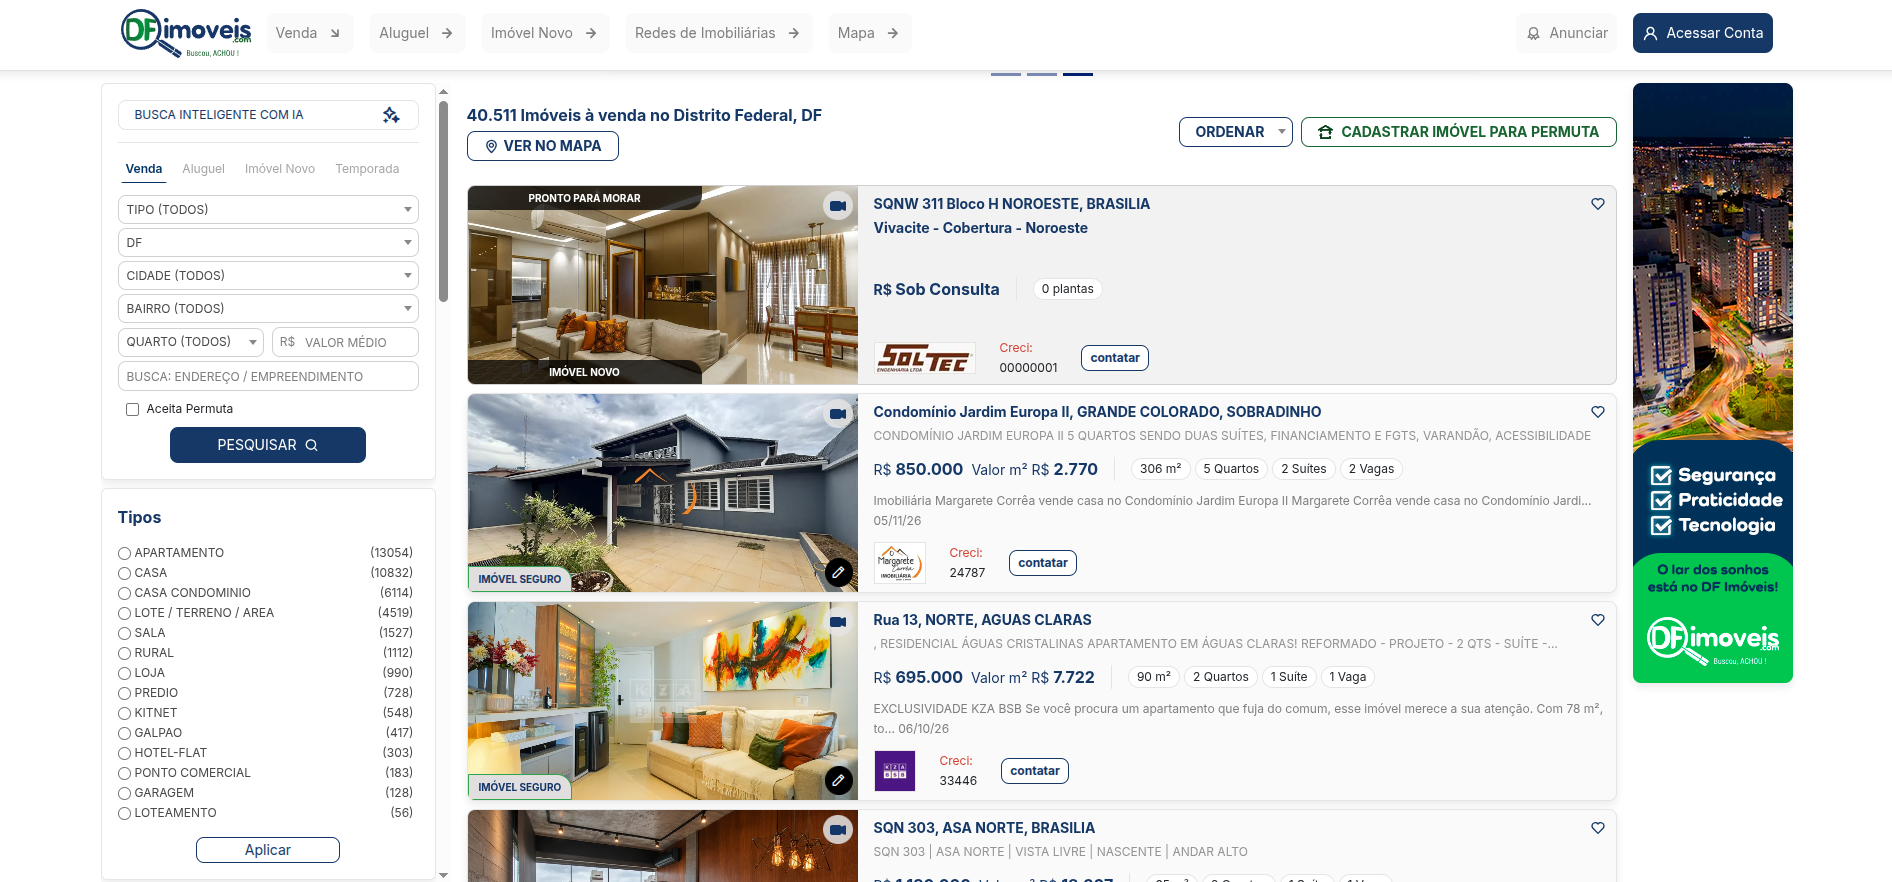 DFimoveis.com
Buscou, ACHOU !
Venda
Aluguel
Imóvel Novo
Redes de Imobiliárias
Mapa
Anunciar
Acessar Conta
BUSCA INTELIGENTE COM IA
Venda Aluguel Imóvel Novo Temporada
TIPO (TODOS)
DF
CIDADE (TODOS)
BAIRRO (TODOS)
QUARTO (TODOS) R$ VALOR MÉDIO
BUSCA: ENDEREÇO / EMPREENDIMENTO
Aceita Permuta
PESQUISAR
Tipos
APARTAMENTO (13054)
CASA (10832)
CASA CONDOMINIO (6114)
LOTE / TERRENO / AREA (4519)
SALA (1527)
RURAL (1112)
LOJA (990)
PREDIO (728)
KITNET (548)
GALPAO (417)
HOTEL-FLAT (303)
PONTO COMERCIAL (183)
GARAGEM (128)
LOTEAMENTO (56)
Aplicar
40.511 Imóveis à venda no Distrito Federal, DF
VER NO MAPA
ORDENAR
CADASTRAR IMÓVEL PARA PERMUTA
PRONTO PARA MORAR
IMÓVEL NOVO
SQNW 311 Bloco H NOROESTE, BRASILIA
Vivacite - Cobertura - Noroeste
R$ Sob Consulta 0 plantas
SOLTEC
ENGENHARIA LTDA
Creci:
00000001
contatar
IMÓVEL SEGURO
Condomínio Jardim Europa II, GRANDE COLORADO, SOBRADINHO
CONDOMÍNIO JARDIM EUROPA II 5 QUARTOS SENDO DUAS SUÍTES, FINANCIAMENTO E FGTS, VARANDÃO, ACESSIBILIDADE
R$ 850.000 Valor m² R$ 2.770 306 m² 5 Quartos 2 Suítes 2 Vagas
Imobiliária Margarete Corrêa vende casa no Condomínio Jardim Europa II Margarete Corrêa vende casa no Condomínio Jardi...
05/11/26
Margarete
Corrêa
IMOBILIÁRIA
Creci:
24787
contatar
KZA
BSB
IMÓVEL SEGURO
Rua 13, NORTE, AGUAS CLARAS
, RESIDENCIAL ÁGUAS CRISTALINAS APARTAMENTO EM ÁGUAS CLARAS! REFORMADO - PROJETO - 2 QTS - SUÍTE -...
R$ 695.000 Valor m² R$ 7.722 90 m² 2 Quartos 1 Suíte 1 Vaga
EXCLUSIVIDADE KZA BSB Se você procura um apartamento que fuja do comum, esse imóvel merece a sua atenção. Com 78 m²,
to... 06/10/26
KZA
BSB
Creci:
33446
contatar
SQN 303, ASA NORTE, BRASILIA
SQN 303 | ASA NORTE | VISTA LIVRE | NASCENTE | ANDAR ALTO
Segurança
Praticidade
Tecnologia
O lar dos sonhos
está no DF Imóveis!
DFimoveis.com
Buscou, ACHOU !